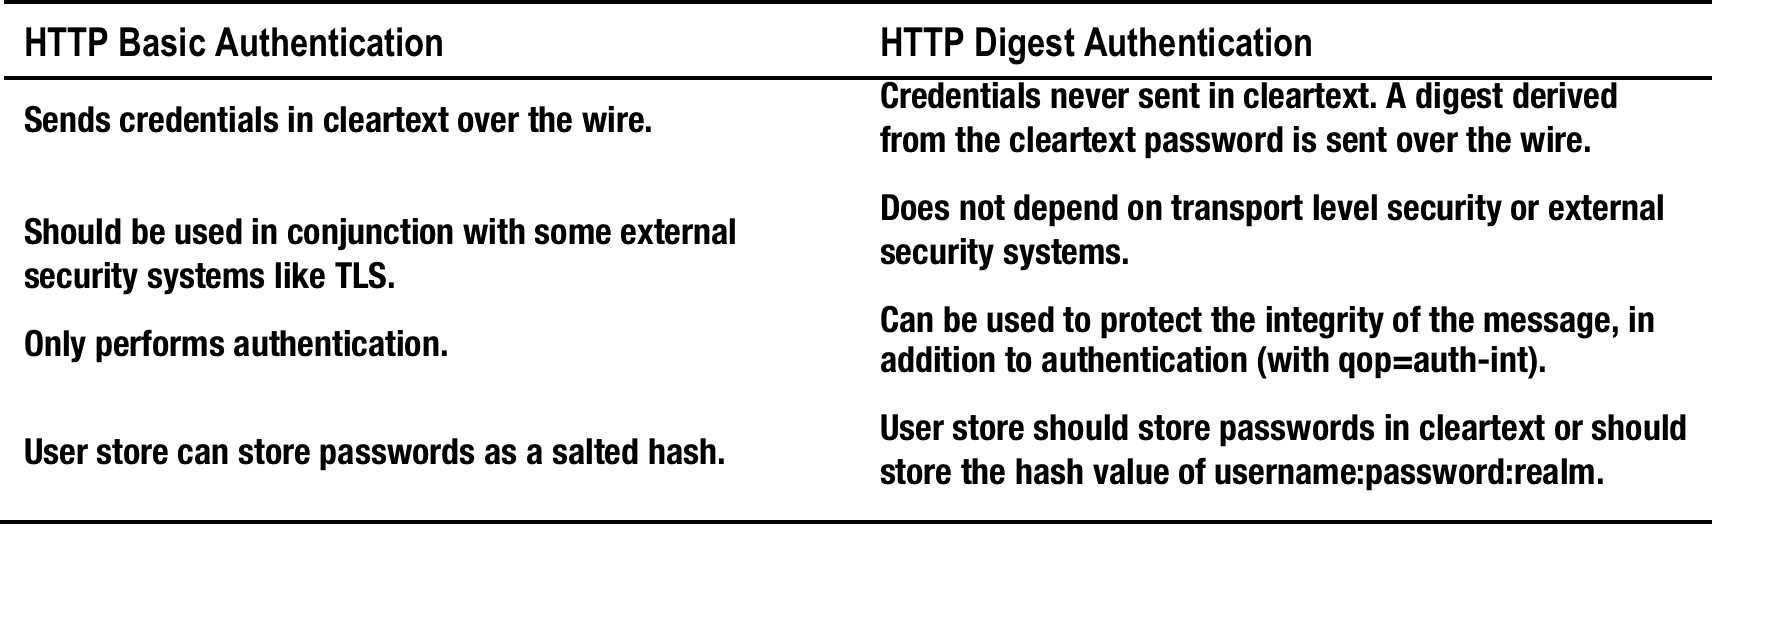 HTTP Basic Authentication
HTTP Digest Authentication
Sends credentials in cleartext over the wire.
Credentials never sent in cleartext. A digest derived
from the cleartext password is sent over the wire.
Should be used in conjunction with some external
security systems like TLS.
Does not depend on transport level security or external
security systems.
Only performs authentication.
Can be used to protect the integrity of the message, in
addition to authentication (with qop=auth-int).
User store can store passwords as a salted hash.
User store should store passwords in cleartext or should
store the hash value of username:password:realm.